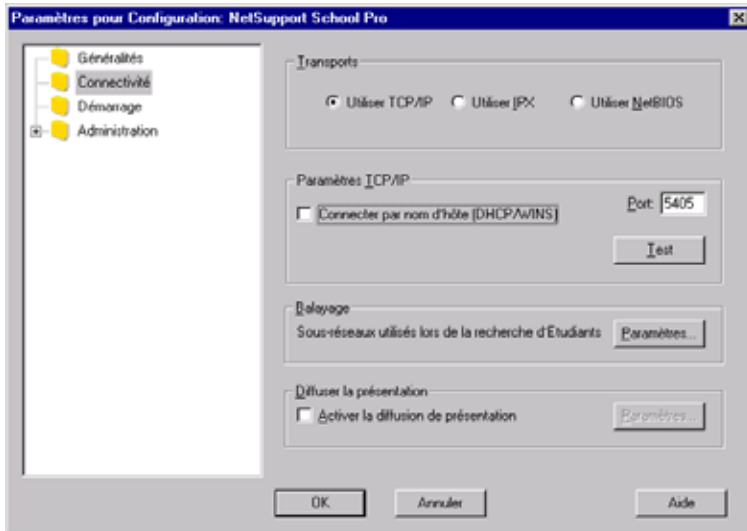 Paramètres pour Configuration: NetSupport School Pro
Généralités
Connectivité
Démarrage
Administration
Transports
Utiliser TCP/IP
Utiliser IPX
Utiliser NetBIOS
Paramètres TCP/IP
Connecter par nom d'hôte (DHCP/WINS)
Port: 5405
Test
Balayage
Sous-réseaux utilisés lors de la recherche d'Etudiants
Paramètres...
Diffuser la présentation
Activer la diffusion de présentation
Paramètres...
OK
Annuler
Aide